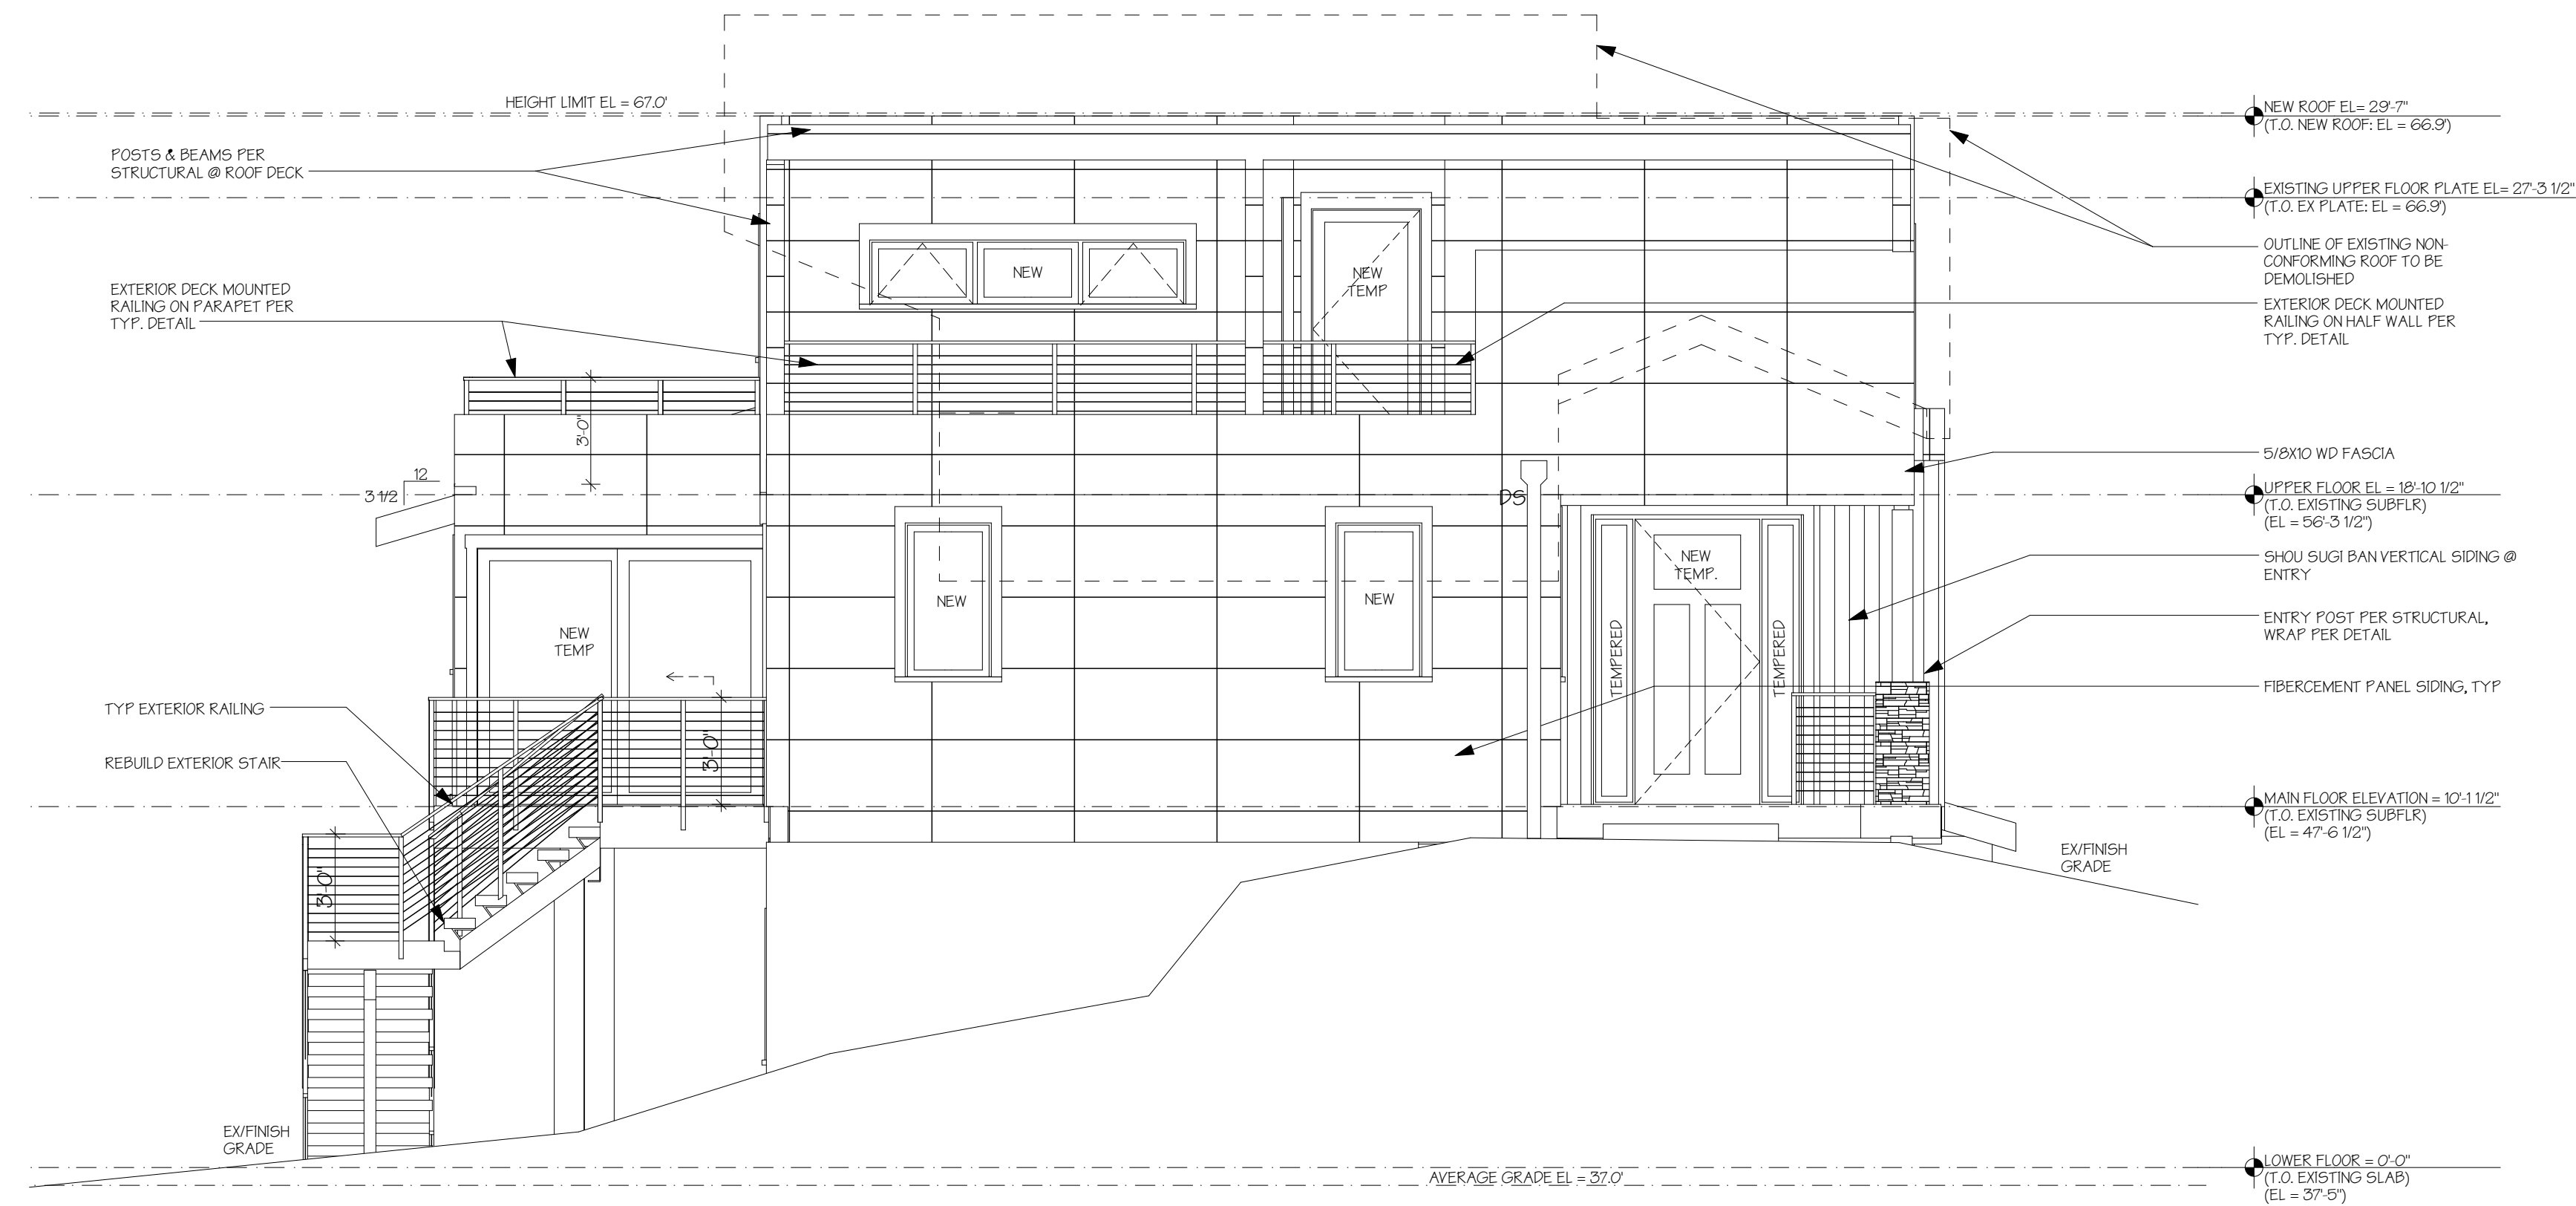 HEIGHT LIMIT EL = 67.0'
NEW ROOF EL= 29'-7"
(T.O. NEW ROOF: EL = 66.9')
POSTS & BEAMS PER
STRUCTURAL @ ROOF DECK
EXISTING UPPER FLOOR PLATE EL= 27'-3 1/2"
(T.O. EX PLATE: EL = 66.9')
OUTLINE OF EXISTING NON-
CONFORMING ROOF TO BE
DEMOLISHED
NEW
NEW
TEMP
EXTERIOR DECK MOUNTED
RAILING ON PARAPET PER
TYP. DETAIL
EXTERIOR DECK MOUNTED
RAILING ON HALF WALL PER
TYP. DETAIL
3'-0"
5/8X10 WD FASCIA
12
3 1/2
DS
UPPER FLOOR EL = 18'-10 1/2"
(T.O. EXISTING SUBFLR)
(EL = 56'-3 1/2")
NEW
TEMP.
SHOU SUGI BAN VERTICAL SIDING @
ENTRY
NEW
NEW
NEW
TEMP
TEMPERED
TEMPERED
ENTRY POST PER STRUCTURAL,
WRAP PER DETAIL
FIBERCEMENT PANEL SIDING, TYP
TYP EXTERIOR RAILING
3'-0"
REBUILD EXTERIOR STAIR
MAIN FLOOR ELEVATION = 10'-1 1/2"
(T.O. EXISTING SUBFLR)
(EL = 47'-6 1/2")
EX/FINISH
GRADE
3'-0"
EX/FINISH
GRADE
AVERAGE GRADE EL = 37.0'
LOWER FLOOR = 0'-0"
(T.O. EXISTING SLAB)
(EL = 37'-5")